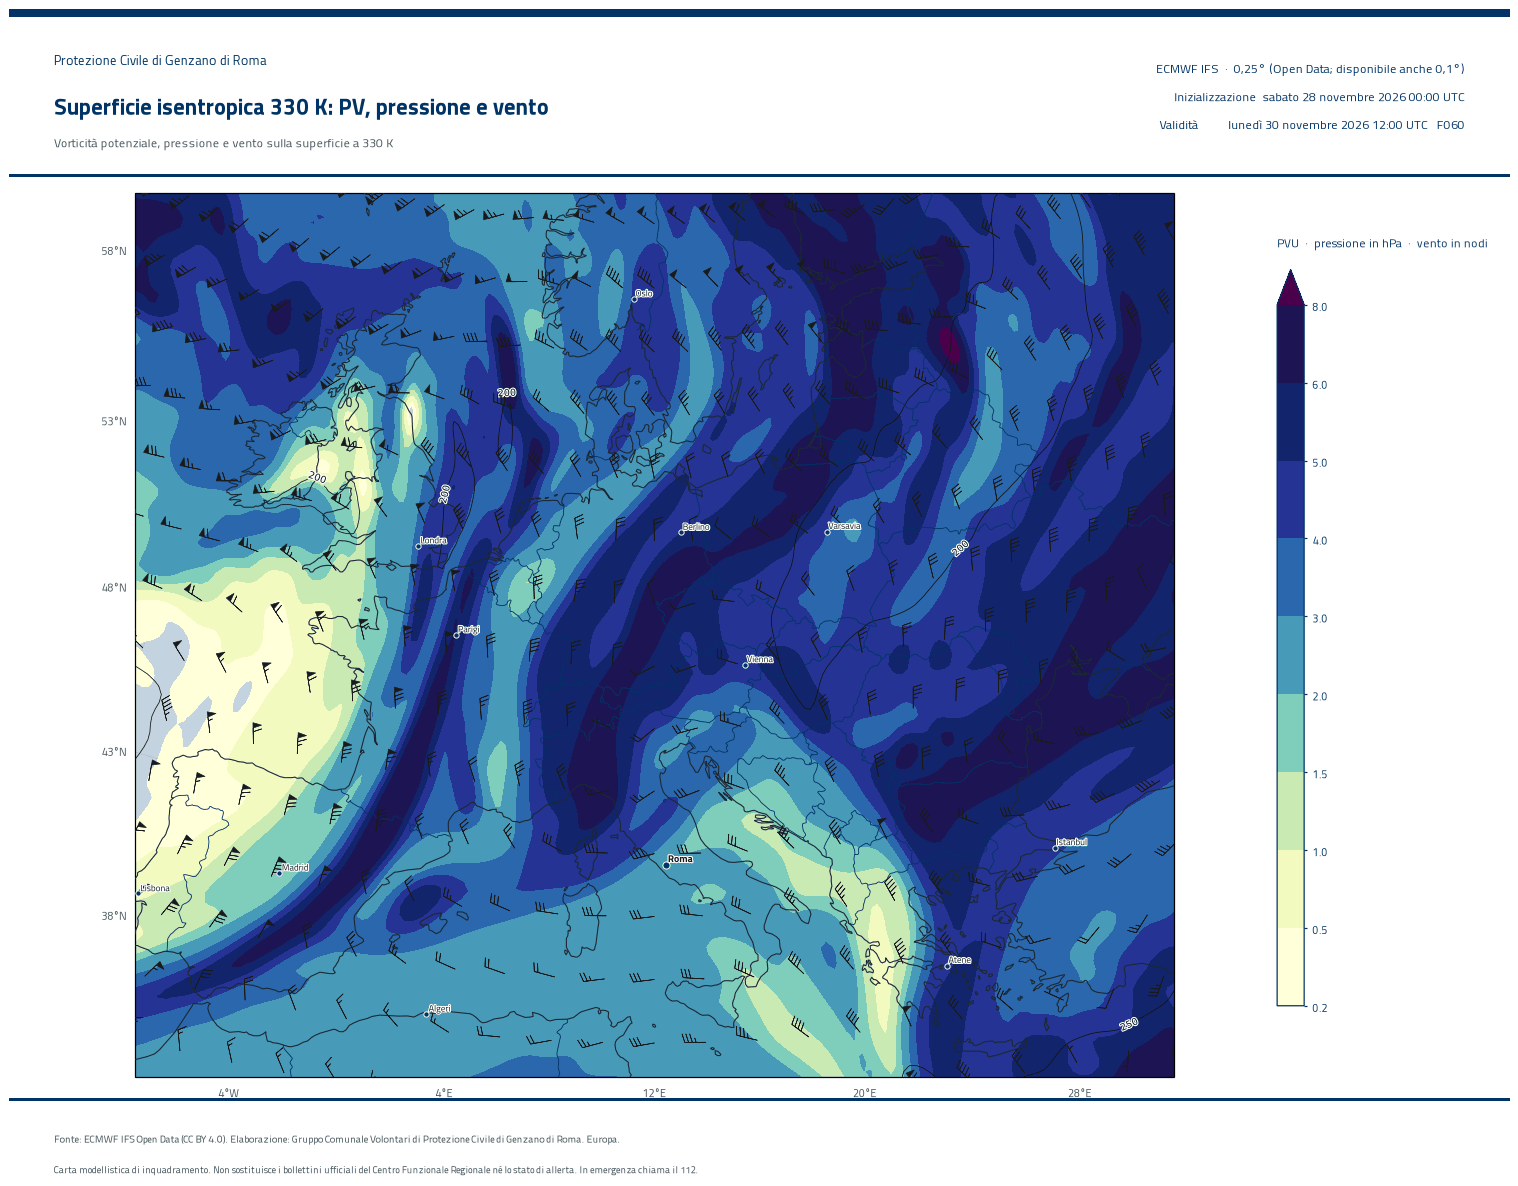 Protezione Civile di Genzano di Roma
Superficie isentropica 330 K: PV, pressione e vento
Vorticità potenziale, pressione e vento sulla superficie a 330 K
ECMWF IFS · 0,25° (Open Data; disponibile anche 0,1°)
Inizializzazione sabato 28 novembre 2026 00:00 UTC
Validità lunedì 30 novembre 2026 12:00 UTC F060
PVU · pressione in hPa · vento in nodi
58°N
53°N
48°N
43°N
38°N
4°W
4°E
12°E
20°E
28°E
Oslo
200
200
200
Londra
Berlino
Varsavia
200
Parigi
Vienna
Istanbul
Roma
Madrid
Lisbona
Atene
Algeri
250
8.0
6.0
5.0
4.0
3.0
2.0
1.5
1.0
0.5
0.2
Fonte: ECMWF IFS Open Data (CC BY 4.0). Elaborazione: Gruppo Comunale Volontari di Protezione Civile di Genzano di Roma. Europa.
Carta modellistica di inquadramento. Non sostituisce i bollettini ufficiali del Centro Funzionale Regionale né lo stato di allerta. In emergenza chiama il 112.